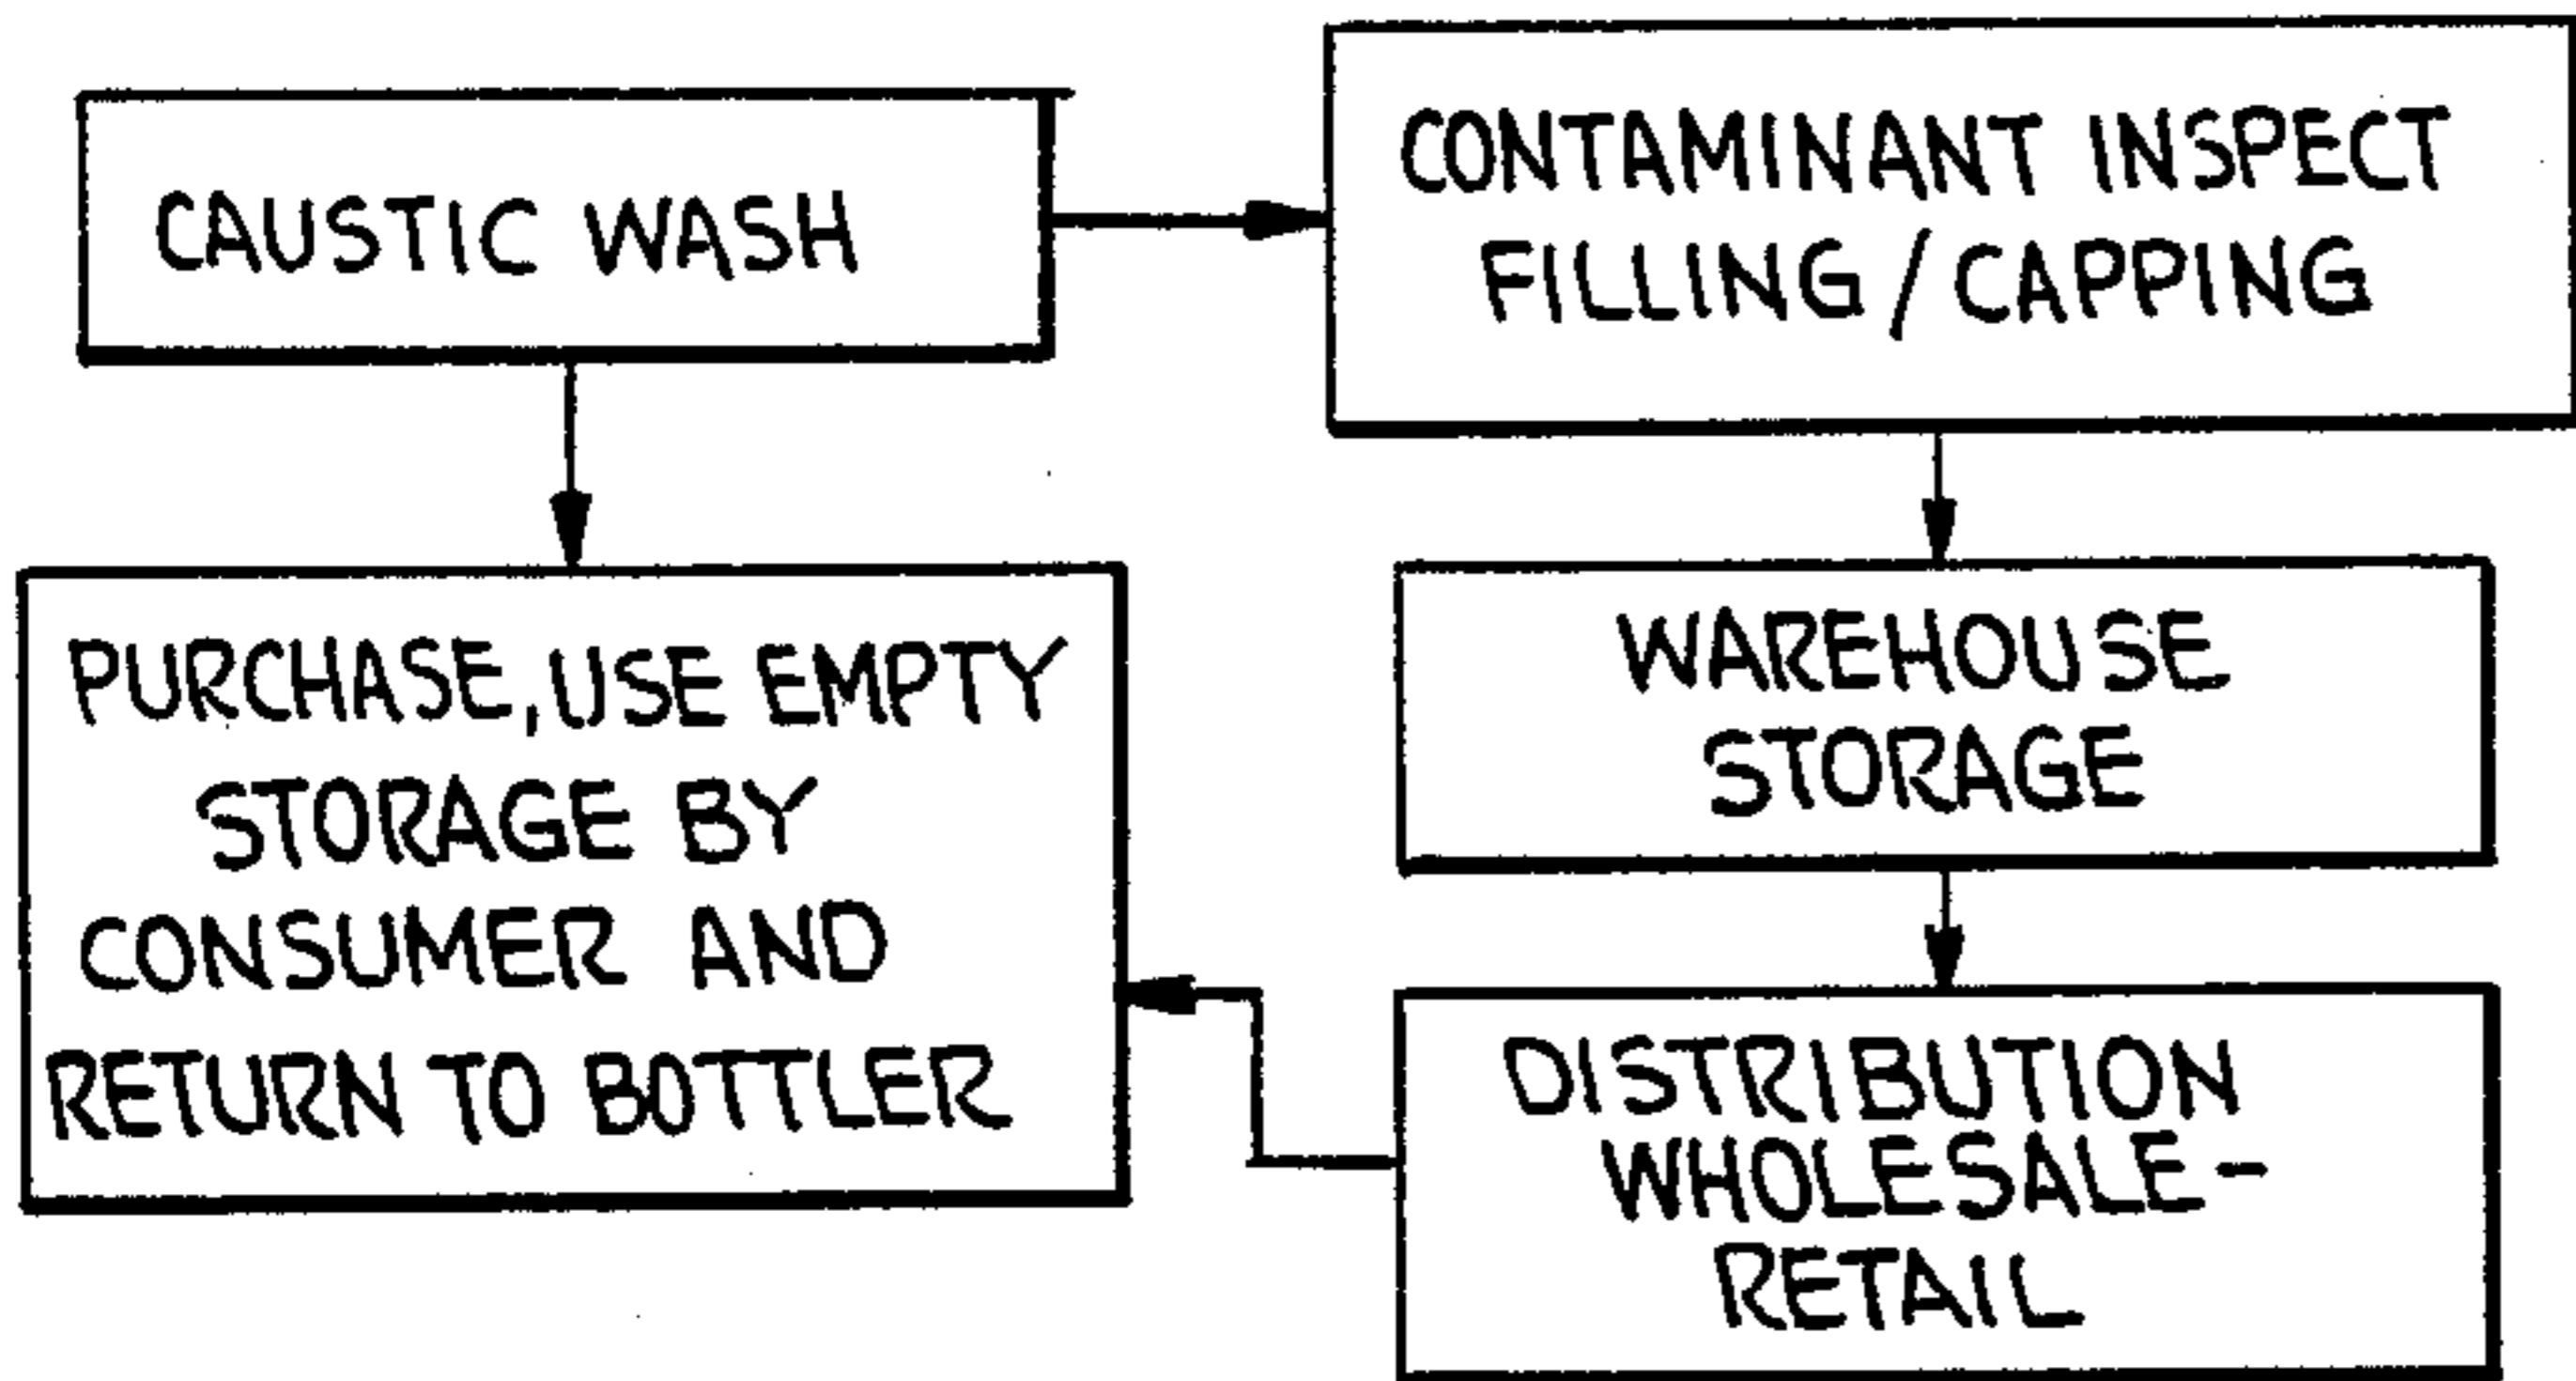 CAUSTIC WASH
CONTAMINANT INSPECT
FILLING / CAPPING
PURCHASE, USE EMPTY
STORAGE BY
CONSUMER AND
RETURN TO BOTTLER
WAREHOUSE
STORAGE
DISTRIBUTION
WHOLESALE-
RETAIL